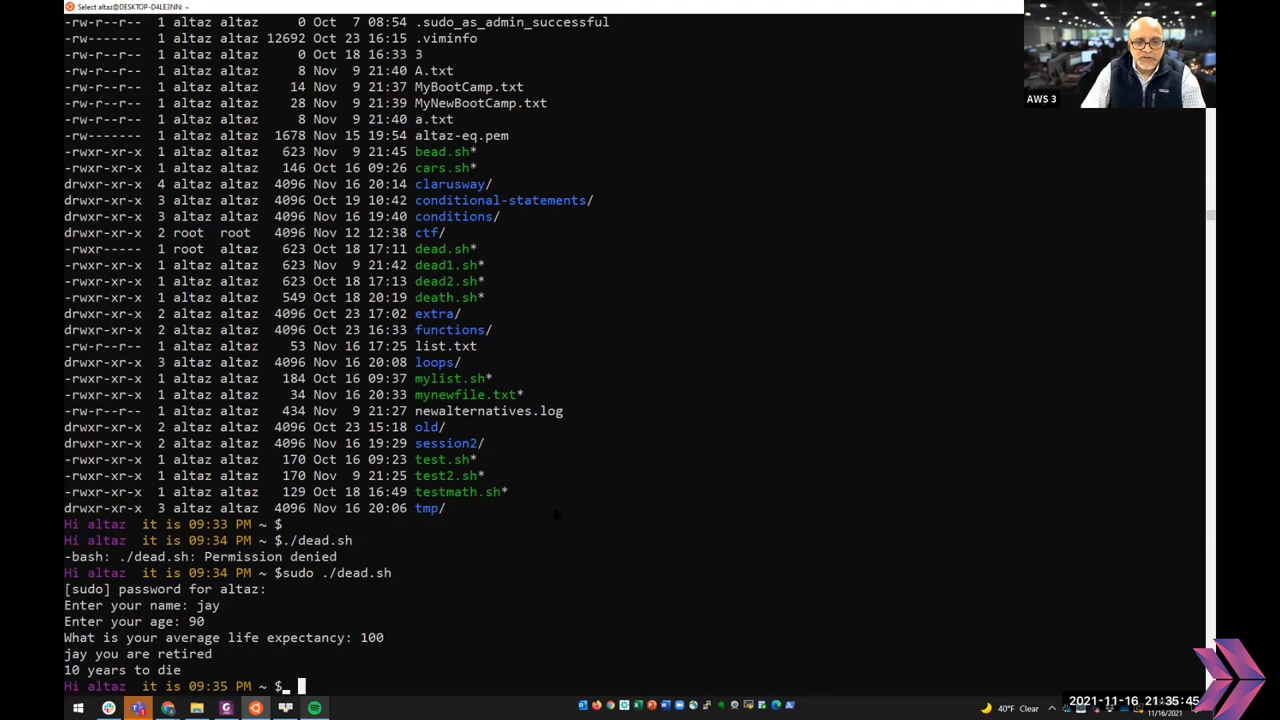 Select altaz@DESKTOP-D4LE3NN: ~
-rw-r--r--  1 altaz altaz     0 Oct  7 08:54 .sudo_as_admin_successful
-rw-------  1 altaz altaz 12692 Oct 23 16:15 .viminfo
-rw-r--r--  1 altaz altaz     0 Oct 18 16:33 3
-rw-r--r--  1 altaz altaz     8 Nov  9 21:40 A.txt
-rw-r--r--  1 altaz altaz    14 Nov  9 21:37 MyBootCamp.txt
-rw-r--r--  1 altaz altaz    28 Nov  9 21:39 MyNewBootCamp.txt
-rw-r--r--  1 altaz altaz     8 Nov  9 21:40 a.txt
-rw-------  1 altaz altaz  1678 Nov 15 19:54 altaz-eq.pem
-rwxr-xr-x  1 altaz altaz   623 Nov  9 21:45 bead.sh*
-rwxr-xr-x  1 altaz altaz   146 Oct 16 09:26 cars.sh*
drwxr-xr-x  4 altaz altaz  4096 Nov 16 20:14 clarusway/
drwxr-xr-x  3 altaz altaz  4096 Oct 19 10:42 conditional-statements/
drwxr-xr-x  3 altaz altaz  4096 Nov 16 19:40 conditions/
drwxr-xr-x  2 root  root   4096 Nov 12 12:38 ctf/
-rwxr-----  1 root  altaz   623 Oct 18 17:11 dead.sh*
-rwxr-xr-x  1 altaz altaz   623 Nov  9 21:42 dead1.sh*
-rwxr-xr-x  1 altaz altaz   623 Oct 18 17:13 dead2.sh*
-rwxr-xr-x  1 altaz altaz   549 Oct 18 20:19 death.sh*
drwxr-xr-x  2 altaz altaz  4096 Oct 23 17:02 extra/
drwxr-xr-x  2 altaz altaz  4096 Oct 23 16:33 functions/
-rw-r--r--  1 altaz altaz    53 Nov 16 17:25 list.txt
drwxr-xr-x  3 altaz altaz  4096 Nov 16 20:08 loops/
-rwxr-xr-x  1 altaz altaz   184 Oct 16 09:37 mylist.sh*
-rwxr-xr-x  1 altaz altaz    34 Nov 16 20:33 mynewfile.txt*
-rw-r--r--  1 altaz altaz   434 Nov  9 21:27 newalternatives.log
drwxr-xr-x  2 altaz altaz  4096 Oct 23 15:18 old/
drwxr-xr-x  2 altaz altaz  4096 Nov 16 19:29 session2/
-rwxr-xr-x  1 altaz altaz   170 Oct 16 09:23 test.sh*
-rwxr-xr-x  1 altaz altaz   170 Nov  9 21:25 test2.sh*
-rwxr-xr-x  1 altaz altaz   129 Oct 18 16:49 testmath.sh*
drwxr-xr-x  3 altaz altaz  4096 Nov 16 20:06 tmp/
Hi altaz  it is 09:33 PM ~ $
Hi altaz  it is 09:34 PM ~ $./dead.sh
-bash: ./dead.sh: Permission denied
Hi altaz  it is 09:34 PM ~ $sudo ./dead.sh
[sudo] password for altaz:
Enter your name: jay
Enter your age: 90
What is your average life expectancy: 100
jay you are retired
10 years to die
Hi altaz  it is 09:35 PM ~ $_
AWS 3
40°F Clear
2021-11-16 21:35:45
11/16/2021